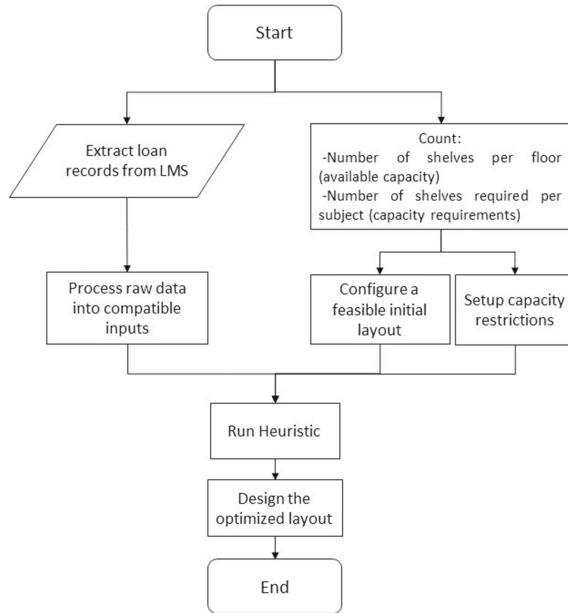 Start
Extract loan
records from LMS
Count:
-Number of shelves per floor
(available capacity)
-Number of shelves required per
subject (capacity requirements)
Process raw data
into compatible
inputs
Configure a
feasible initial
layout
Setup capacity
restrictions
Run Heuristic
Design the
optimized layout
End